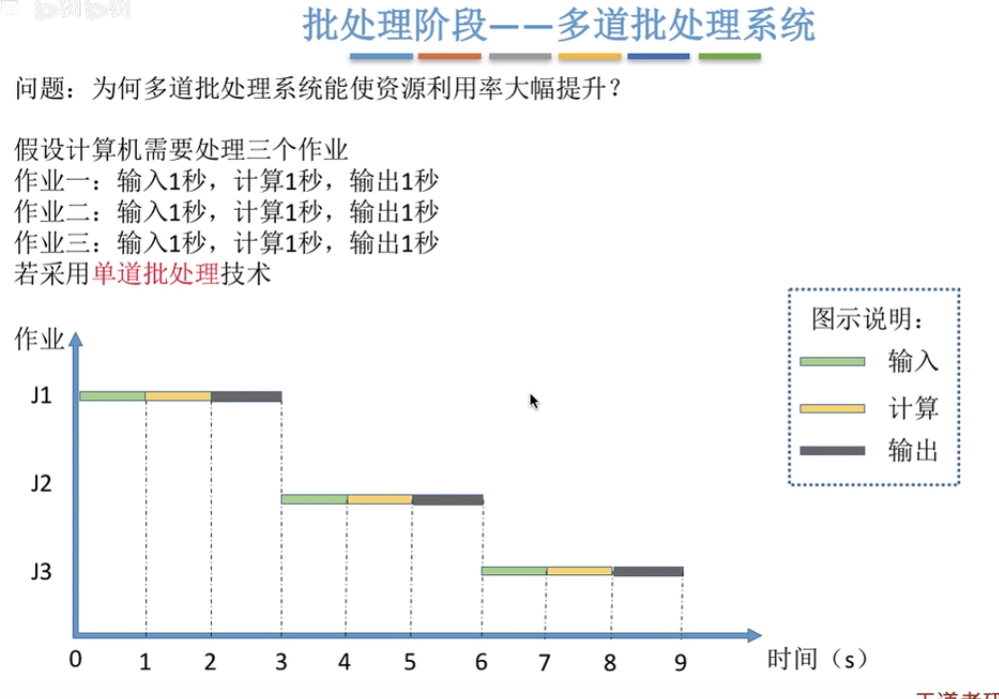 批处理阶段——多道批处理系统
问题：为何多道批处理系统能使资源利用率大幅提升？
假设计算机需要处理三个作业
作业一：输入1秒，计算1秒，输出1秒
作业二：输入1秒，计算1秒，输出1秒
作业三：输入1秒，计算1秒，输出1秒
若采用单道批处理技术
图示说明：
输入
计算
输出
作业
J1
J2
J3
0 1 2 3 4 5 6 7 8 9 时间（s）